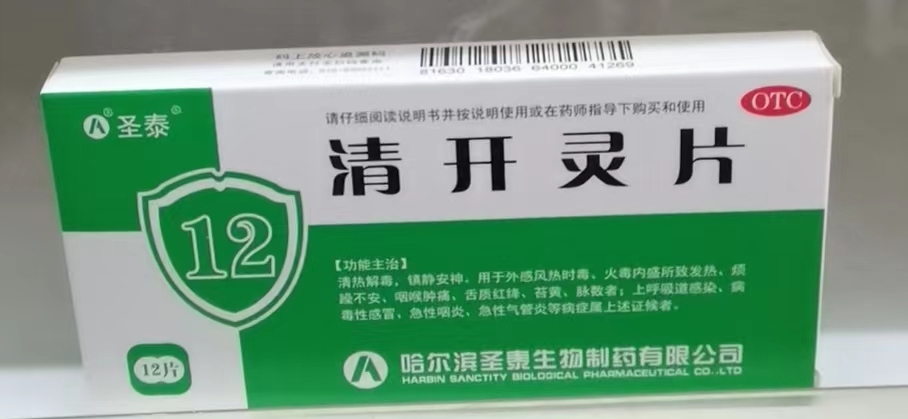 码上放心追溯码
81630 18036 64000 41269
圣泰®
请仔细阅读说明书并按说明使用或在药师指导下购买和使用
OTC
清开灵片
12
【功能主治】
清热解毒，镇静安神。用于外感风热时毒、火毒内盛所致发热、烦
躁不安、咽喉肿痛、舌质红绛、苔黄、脉数者；上呼吸道感染、病
毒性感冒、急性咽炎、急性气管炎等病症属上述证候者。
12片
哈尔滨圣泰生物制药有限公司
HARBIN SANCTITY BIOLOGICAL PHARMACEUTICAL CO.,LTD